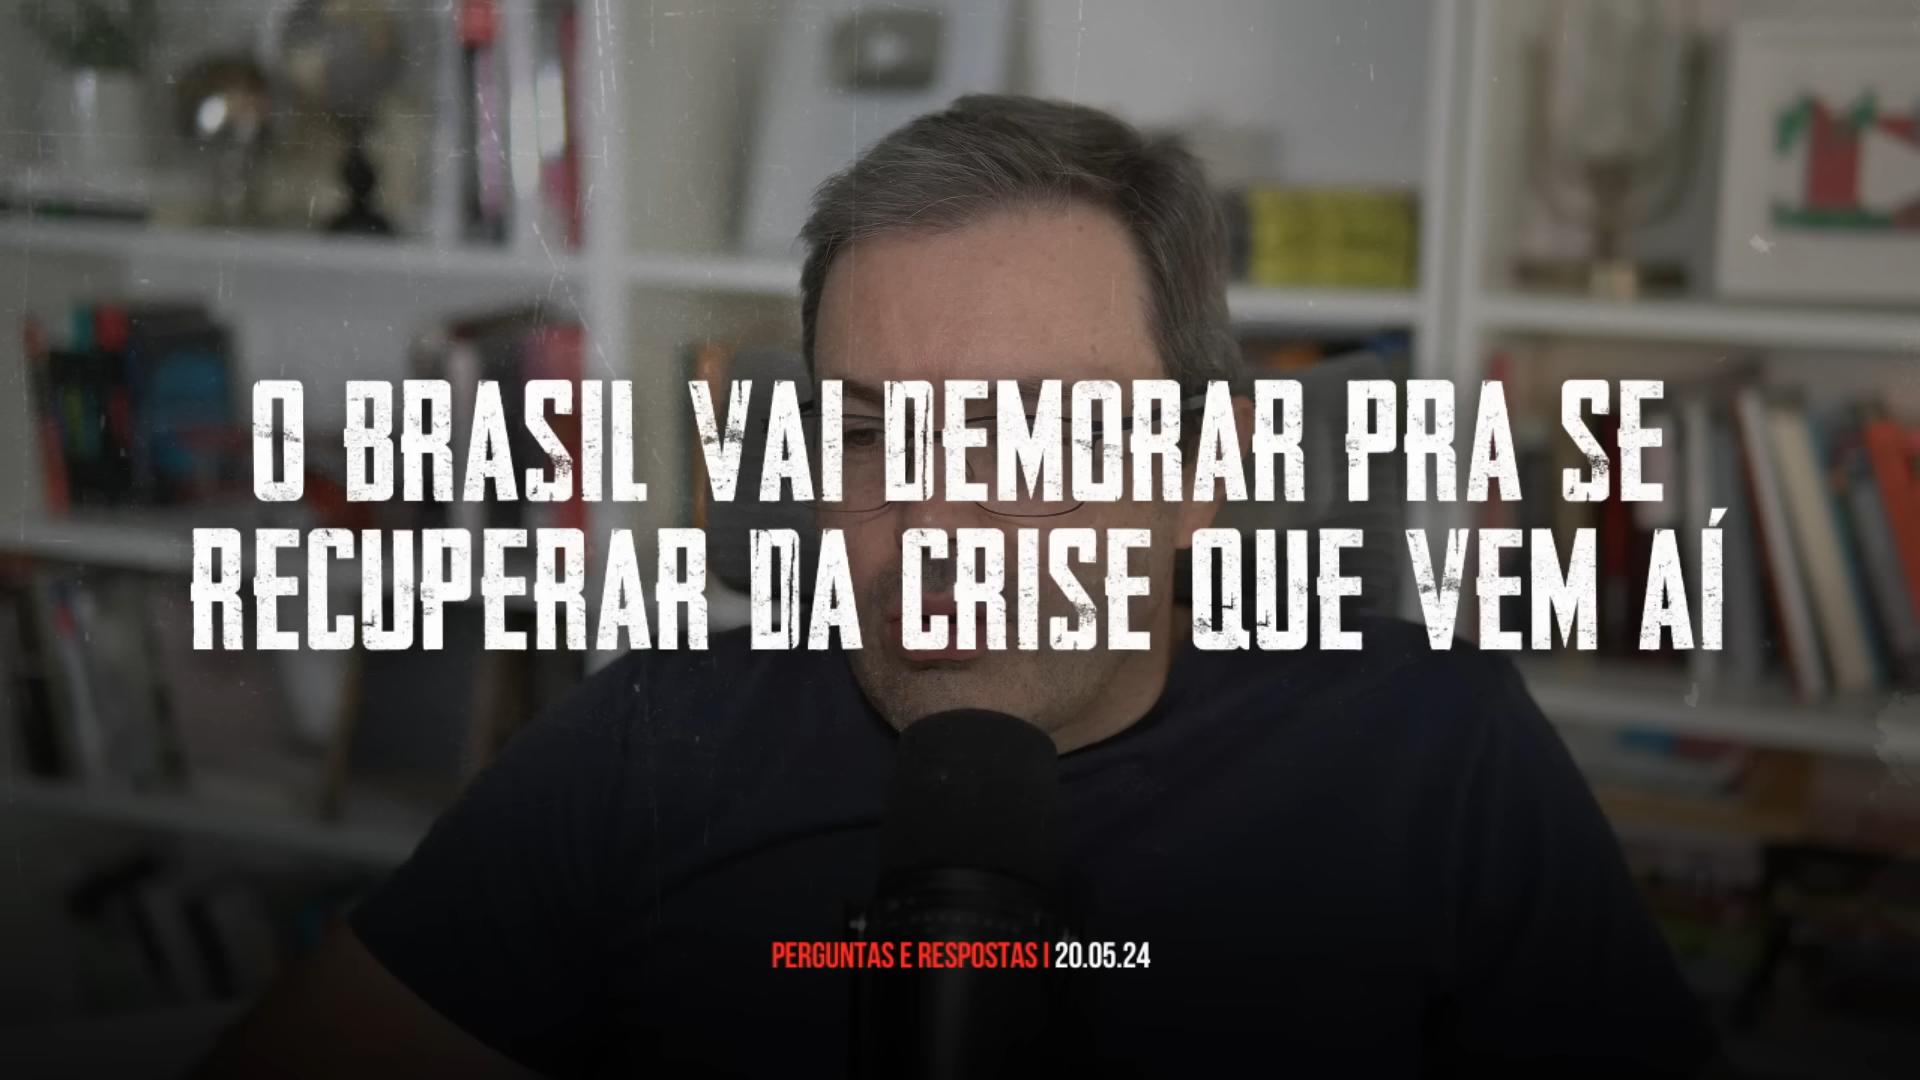 O BRASIL VAI DEMORAR PRA SE
RECUPERAR DA CRISE QUE VEM AÍ
PERGUNTAS E RESPOSTAS | 20.05.24